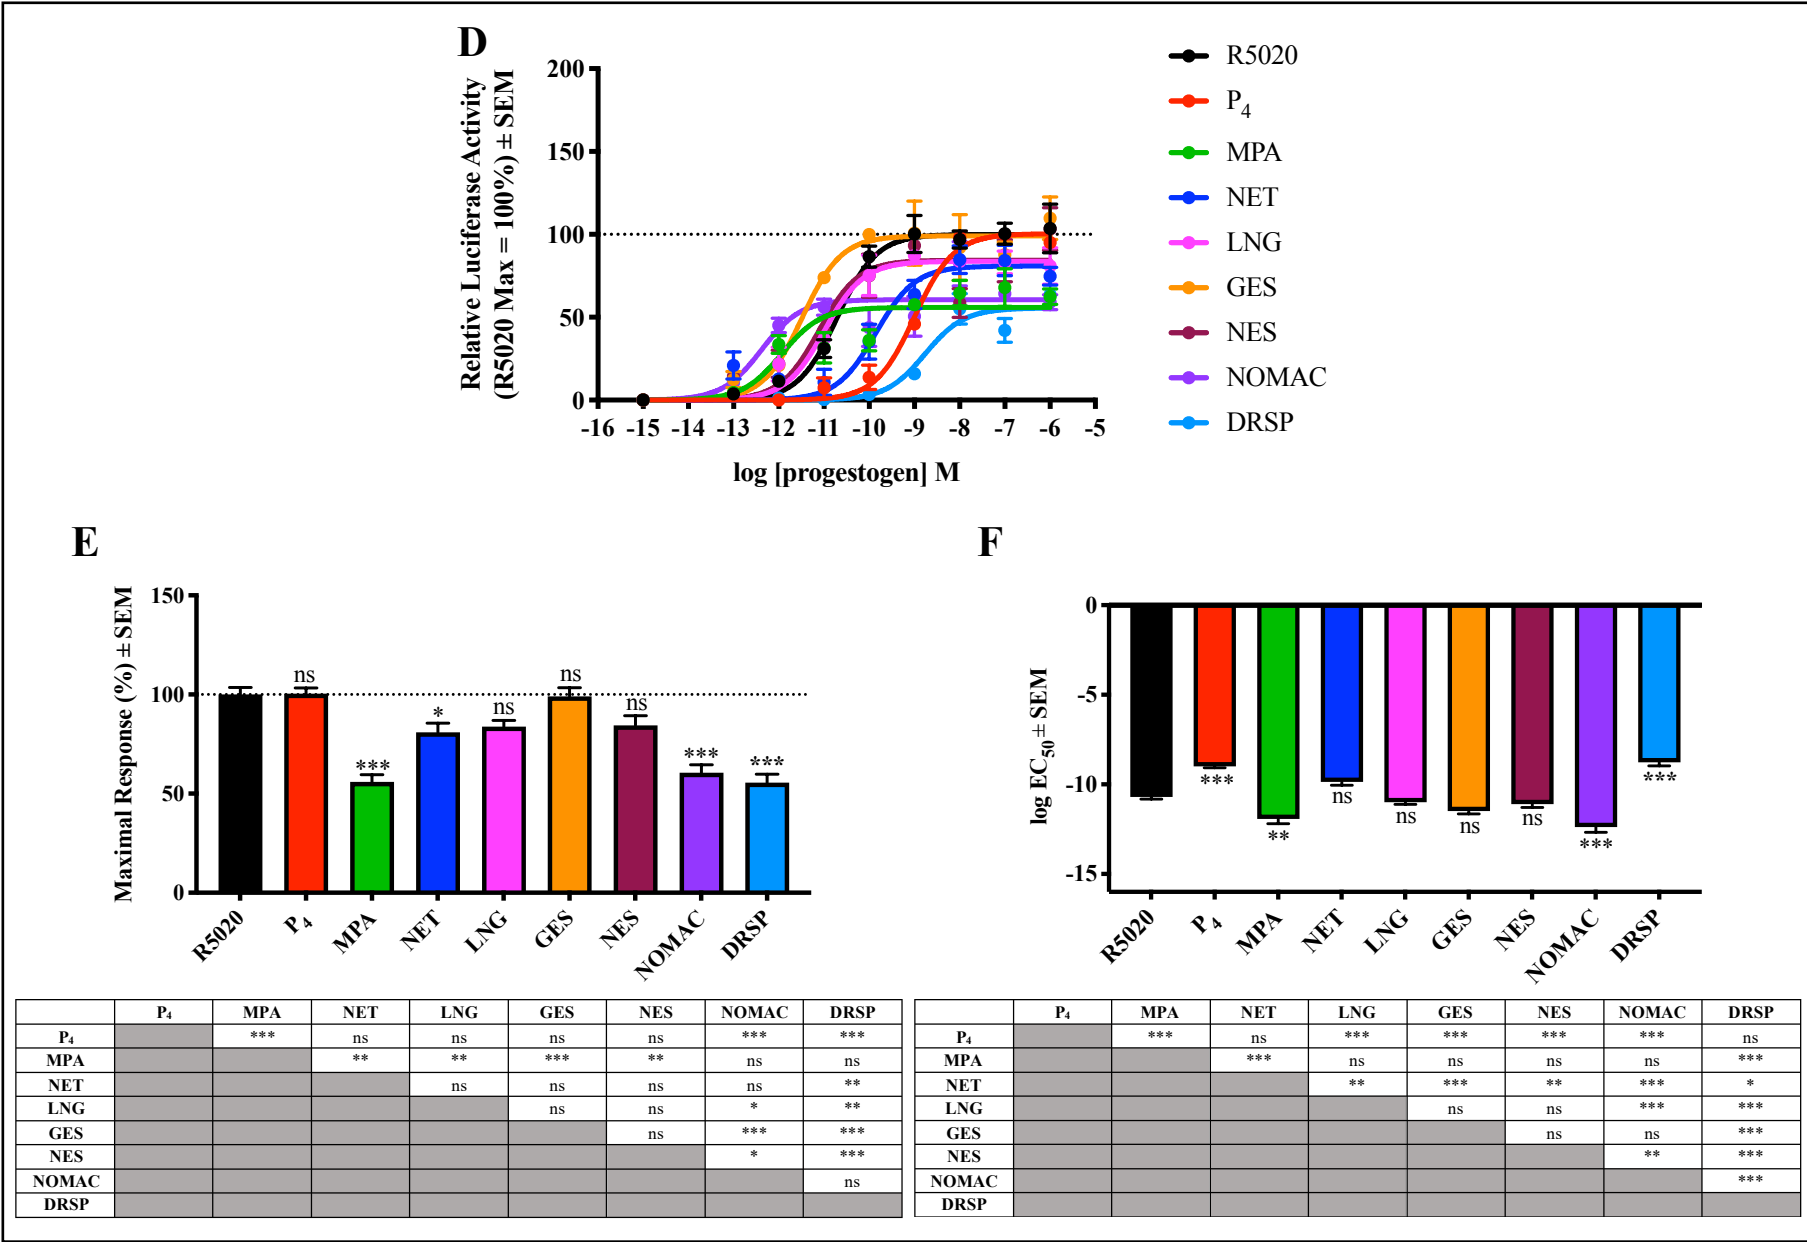 D
Relative Luciferase Activity
(R5020 Max = 100%) ± SEM
200
150
100
50
0
-16 -15 -14 -13 -12 -11 -10 -9 -8 -7 -6 -5
log [progestogen] M
R5020
P4
MPA
NET
LNG
GES
NES
NOMAC
DRSP
E
Maximal Response (%) ± SEM
150
100
50
0
ns
***
*
ns
ns
ns
***
***
R5020 P4 MPA NET LNG GES NES NOMAC DRSP
F
log EC50 ± SEM
0
-5
-10
-15
***
**
ns
ns
ns
ns
***
***
R5020 P4 MPA NET LNG GES NES NOMAC DRSP
P4 MPA NET LNG GES NES NOMAC DRSP
P4 *** ns ns ns ns *** ***
MPA ** ** *** ** ns ns
NET ns ns ns ns **
LNG ns ns * **
GES ns *** ***
NES * ***
NOMAC ns
DRSP
P4 MPA NET LNG GES NES NOMAC DRSP
P4 *** ns *** *** *** *** ns
MPA *** ns ns ns ns ***
NET ** *** ** *** *
LNG ns ns *** ***
GES ns ns ***
NES ** ***
NOMAC ***
DRSP